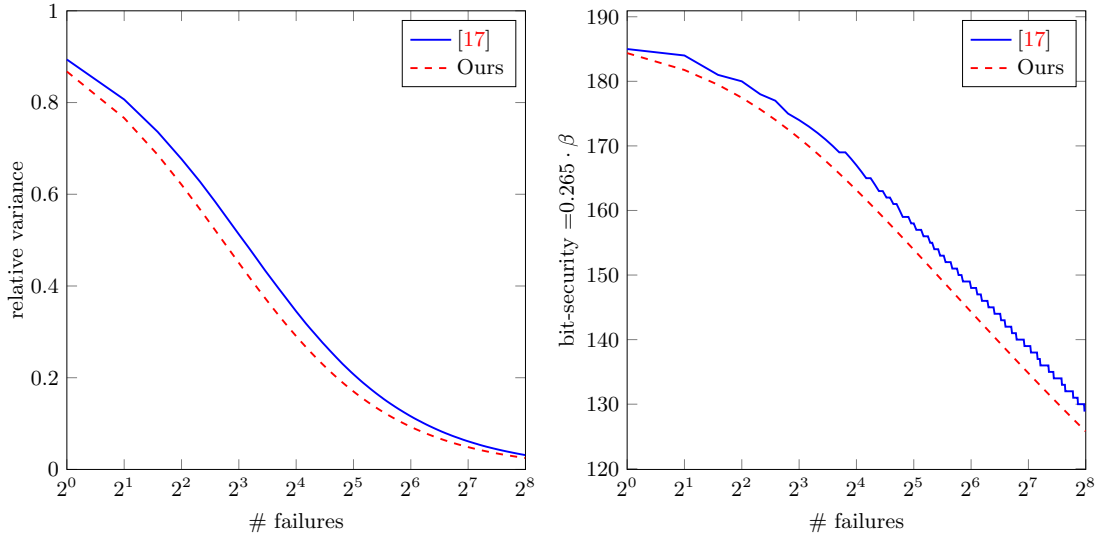 1
0.8
0.6
0.4
0.2
0
relative variance
2^0 2^1 2^2 2^3 2^4 2^5 2^6 2^7 2^8
# failures
[17]
Ours
190
180
170
160
150
140
130
120
bit-security =0.265 · β
2^0 2^1 2^2 2^3 2^4 2^5 2^6 2^7 2^8
# failures
[17]
Ours